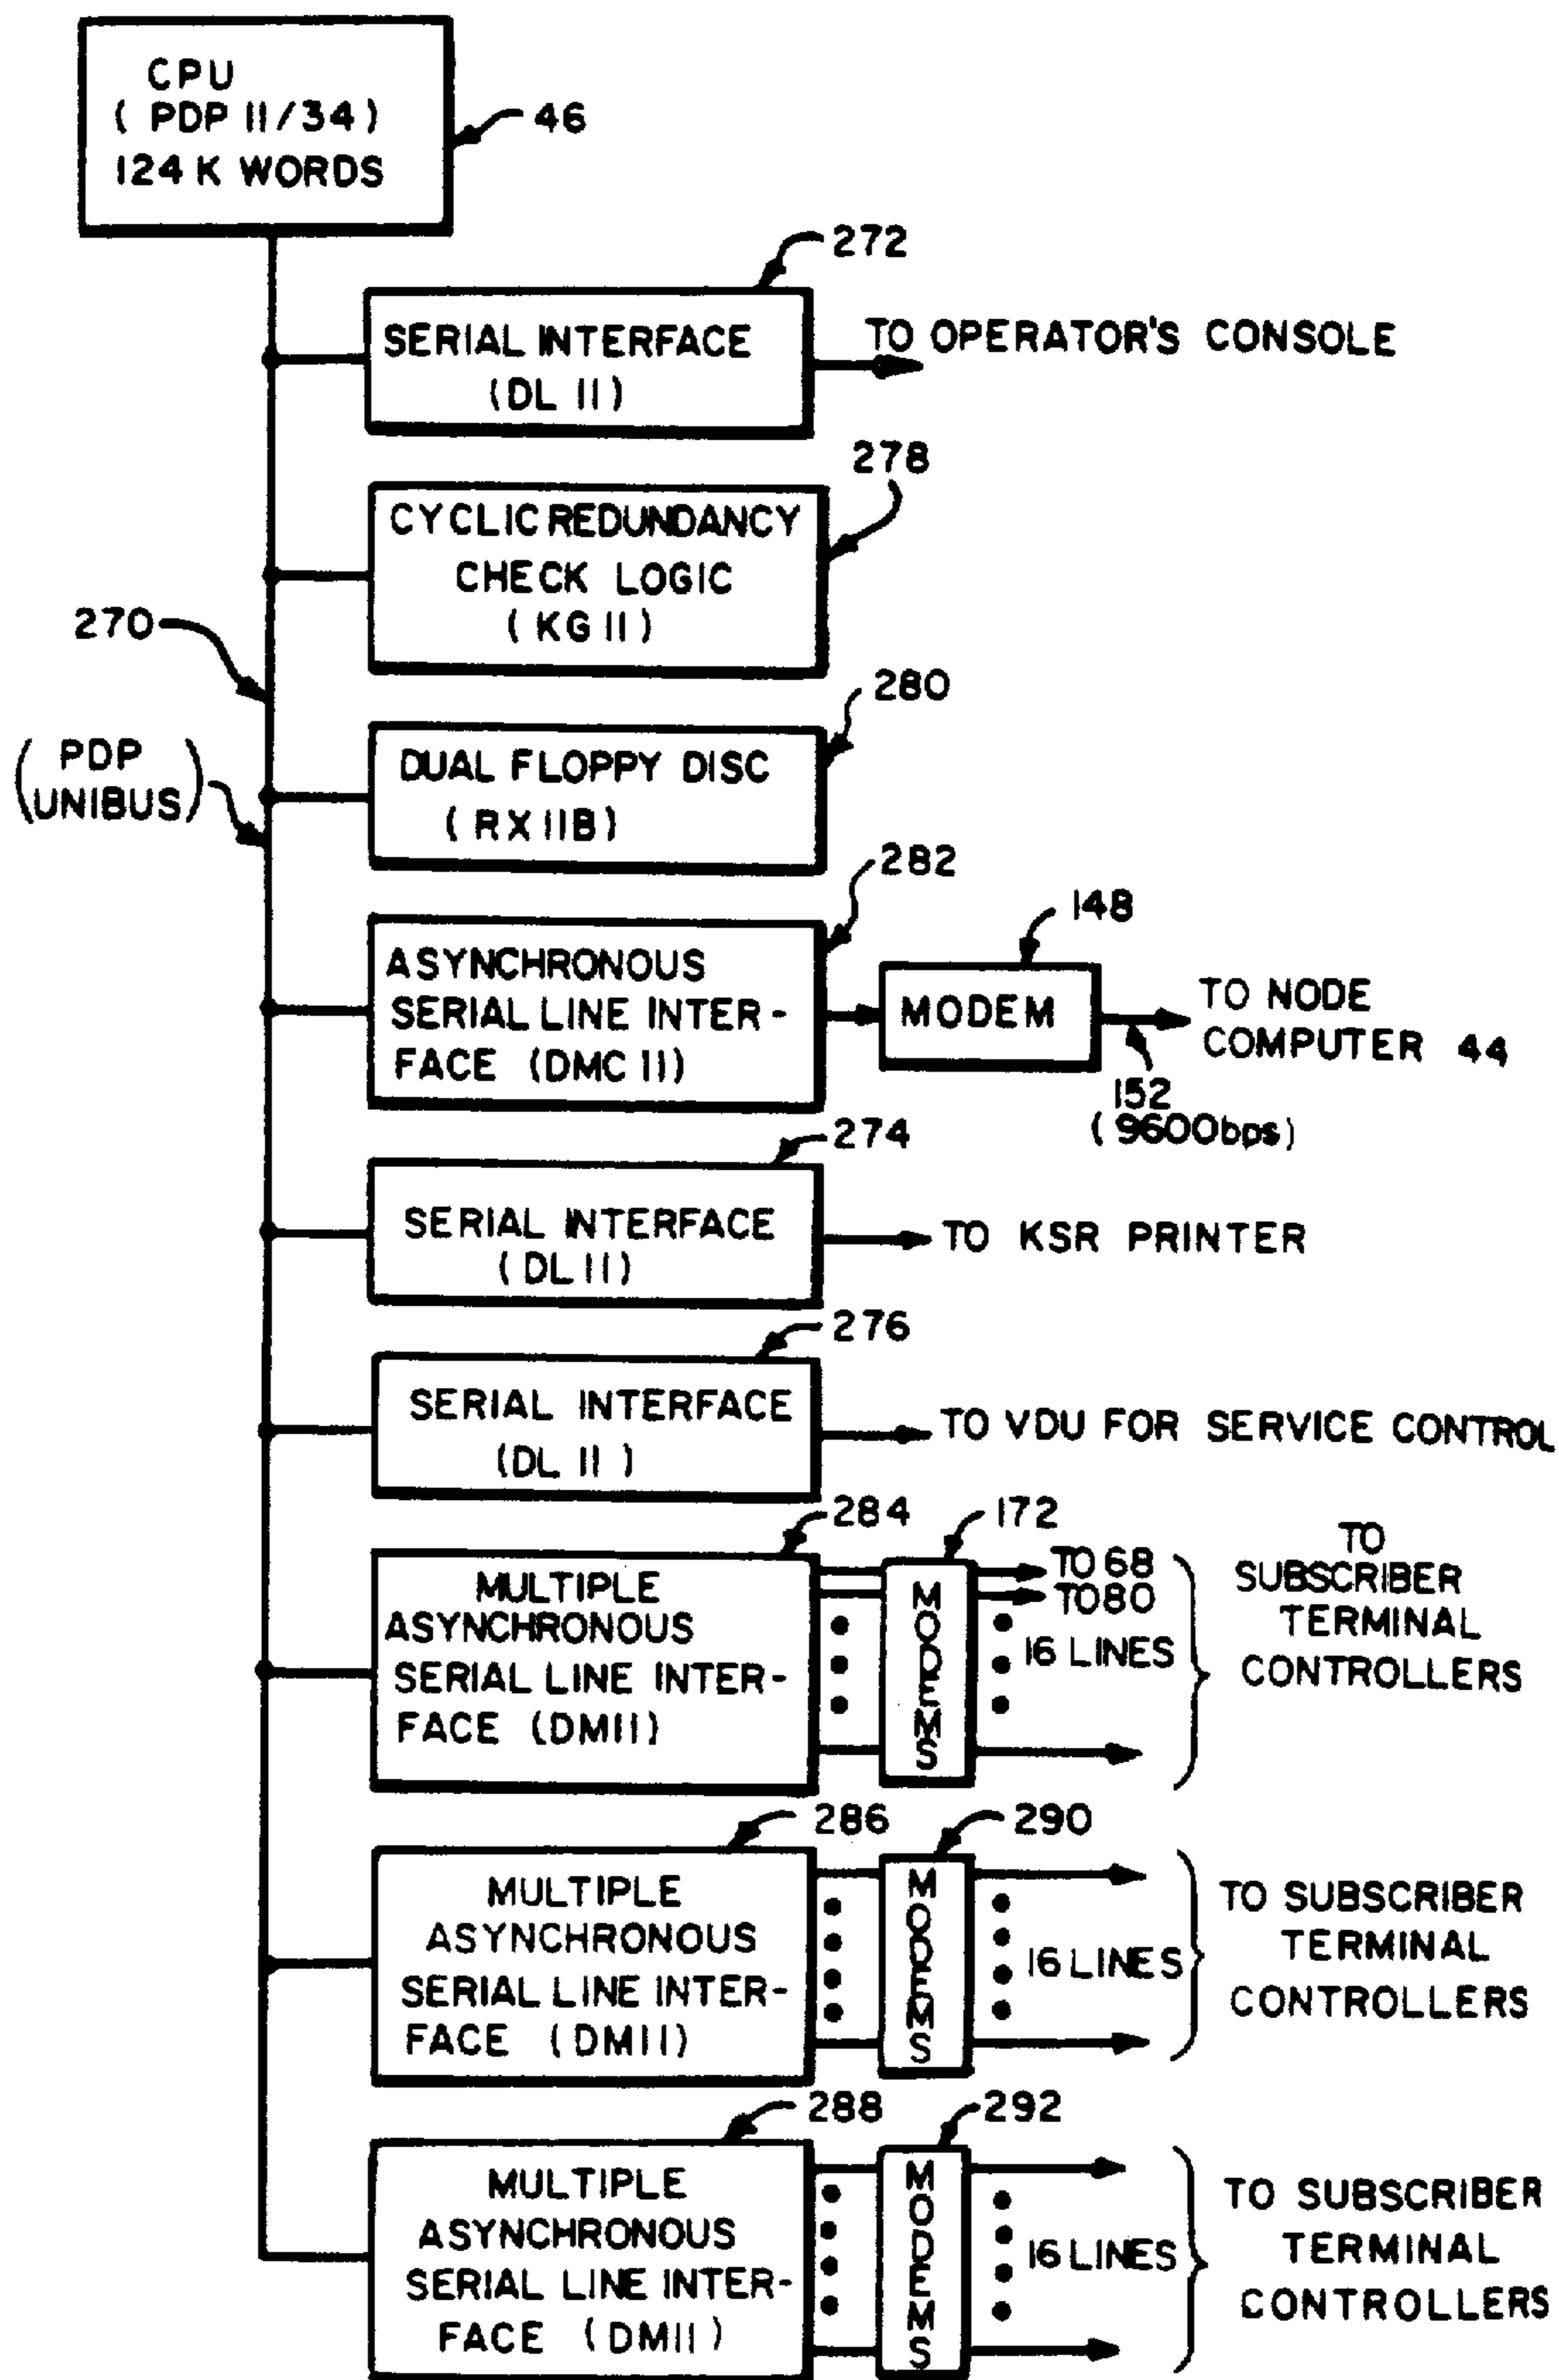 CPU
( PDP 11/34)
124 K WORDS
46
272
SERIAL INTERFACE
(DL 11)
TO OPERATOR'S CONSOLE
278
CYCLIC REDUNDANCY
CHECK LOGIC
( KG 11)
270
280
(PDP
UNIBUS)
DUAL FLOPPY DISC
( RX 11B)
282
148
ASYNCHRONOUS
SERIAL LINE INTER-
FACE (DMC 11)
MODEM
TO NODE
COMPUTER 44
152
(9600bps)
274
SERIAL INTERFACE
( DL 11)
TO KSR PRINTER
276
SERIAL INTERFACE
(DL 11 )
TO VDU FOR SERVICE CONTROL
284
172
MULTIPLE
ASYNCHRONOUS
SERIAL LINE INTER-
FACE (DM11)
MODEMS
TO 68
TO 80
16 LINES
TO
SUBSCRIBER
TERMINAL
CONTROLLERS
286
290
MULTIPLE
ASYNCHRONOUS
SERIAL LINE INTER-
FACE (DM11)
MODEMS
16 LINES
TO SUBSCRIBER
TERMINAL
CONTROLLERS
288
292
MULTIPLE
ASYNCHRONOUS
SERIAL LINE INTER-
FACE (DM11)
MODEMS
16 LINES
TO SUBSCRIBER
TERMINAL
CONTROLLERS